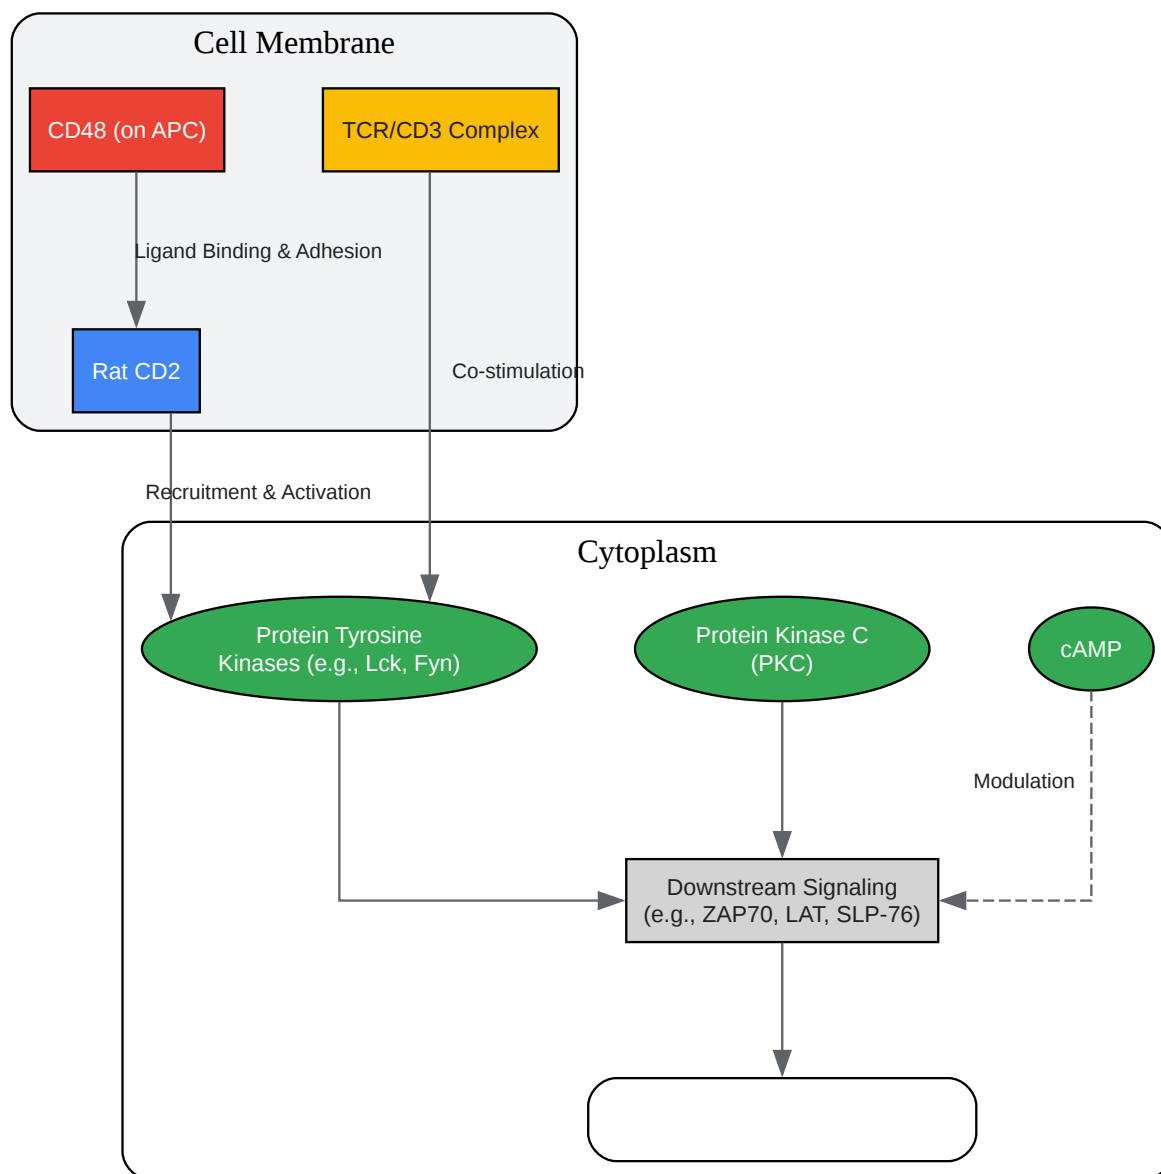 Cell Membrane
CD48 (on APC)
TCR/CD3 Complex
Ligand Binding & Adhesion
Rat CD2
Co-stimulation
Recruitment & Activation
Cytoplasm
Protein Tyrosine
Kinases (e.g., Lck, Fyn)
Protein Kinase C
(PKC)
cAMP
Modulation
Downstream Signaling
(e.g., ZAP70, LAT, SLP-76)